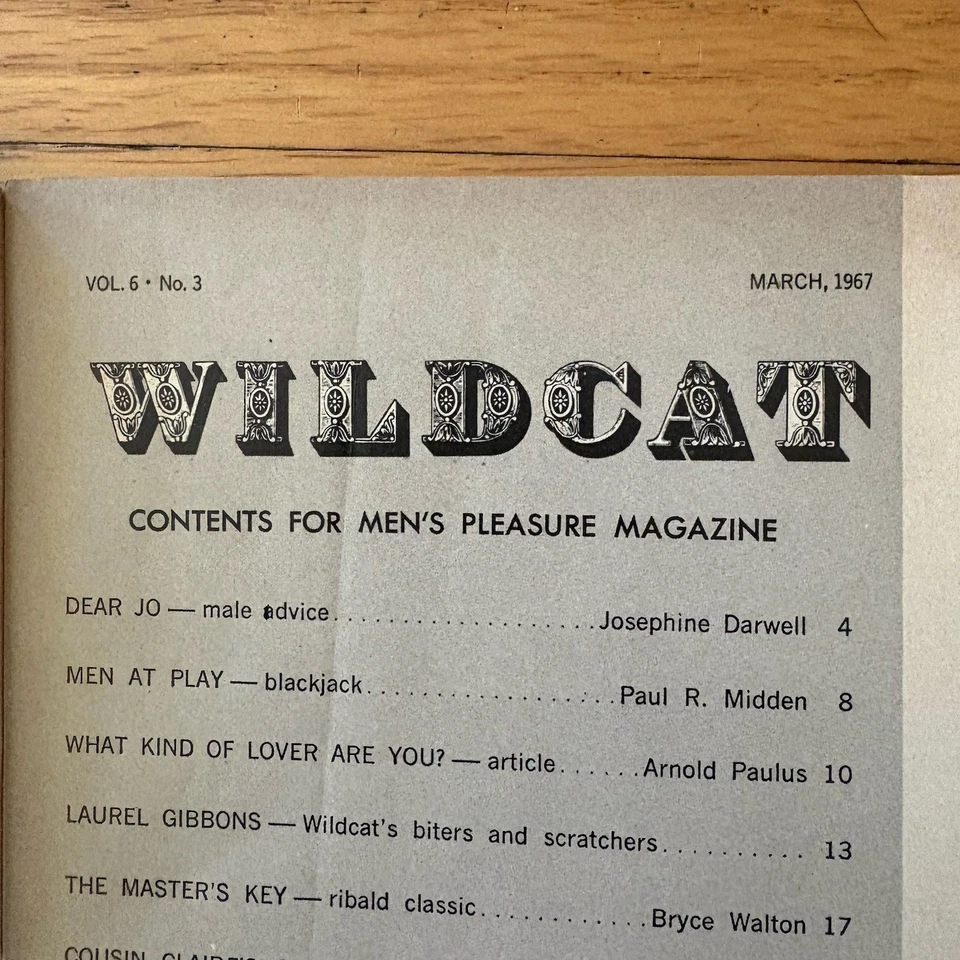 VOL. 6 • No. 3 MARCH, 1967
WILDCAT
CONTENTS FOR MEN'S PLEASURE MAGAZINE
DEAR JO — male advice. . . . . . . . . . . . . . . . . . . Josephine Darwell 4
MEN AT PLAY — blackjack. . . . . . . . . . . . . . . . . . Paul R. Midden 8
WHAT KIND OF LOVER ARE YOU? — article. . . . . . Arnold Paulus 10
LAUREL GIBBONS — Wildcat's biters and scratchers. . . . . . . . . . 13
THE MASTER'S KEY — ribald classic. . . . . . . . . . . . Bryce Walton 17
COUSIN CLAIRE'S